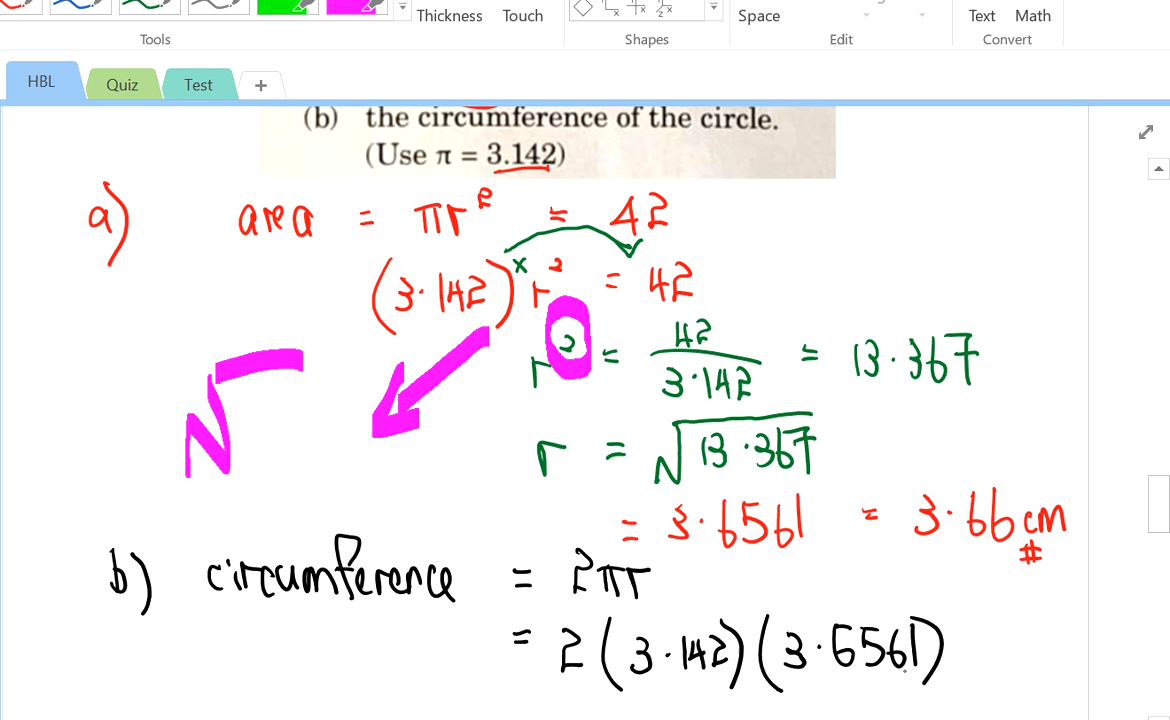 Thickness Touch Space Text Math
Tools Shapes Edit Convert
HBL Quiz Test +
(b) the circumference of the circle.
(Use π = 3.142)
a) area = πr² = 42
(3.142)ˣ r² = 42
r² = 42/3.142 = 13.367
r = √13.367
= 3.6561 = 3.66 cm #
√
b) circumference = 2πr
= 2(3.142)(3.6561)